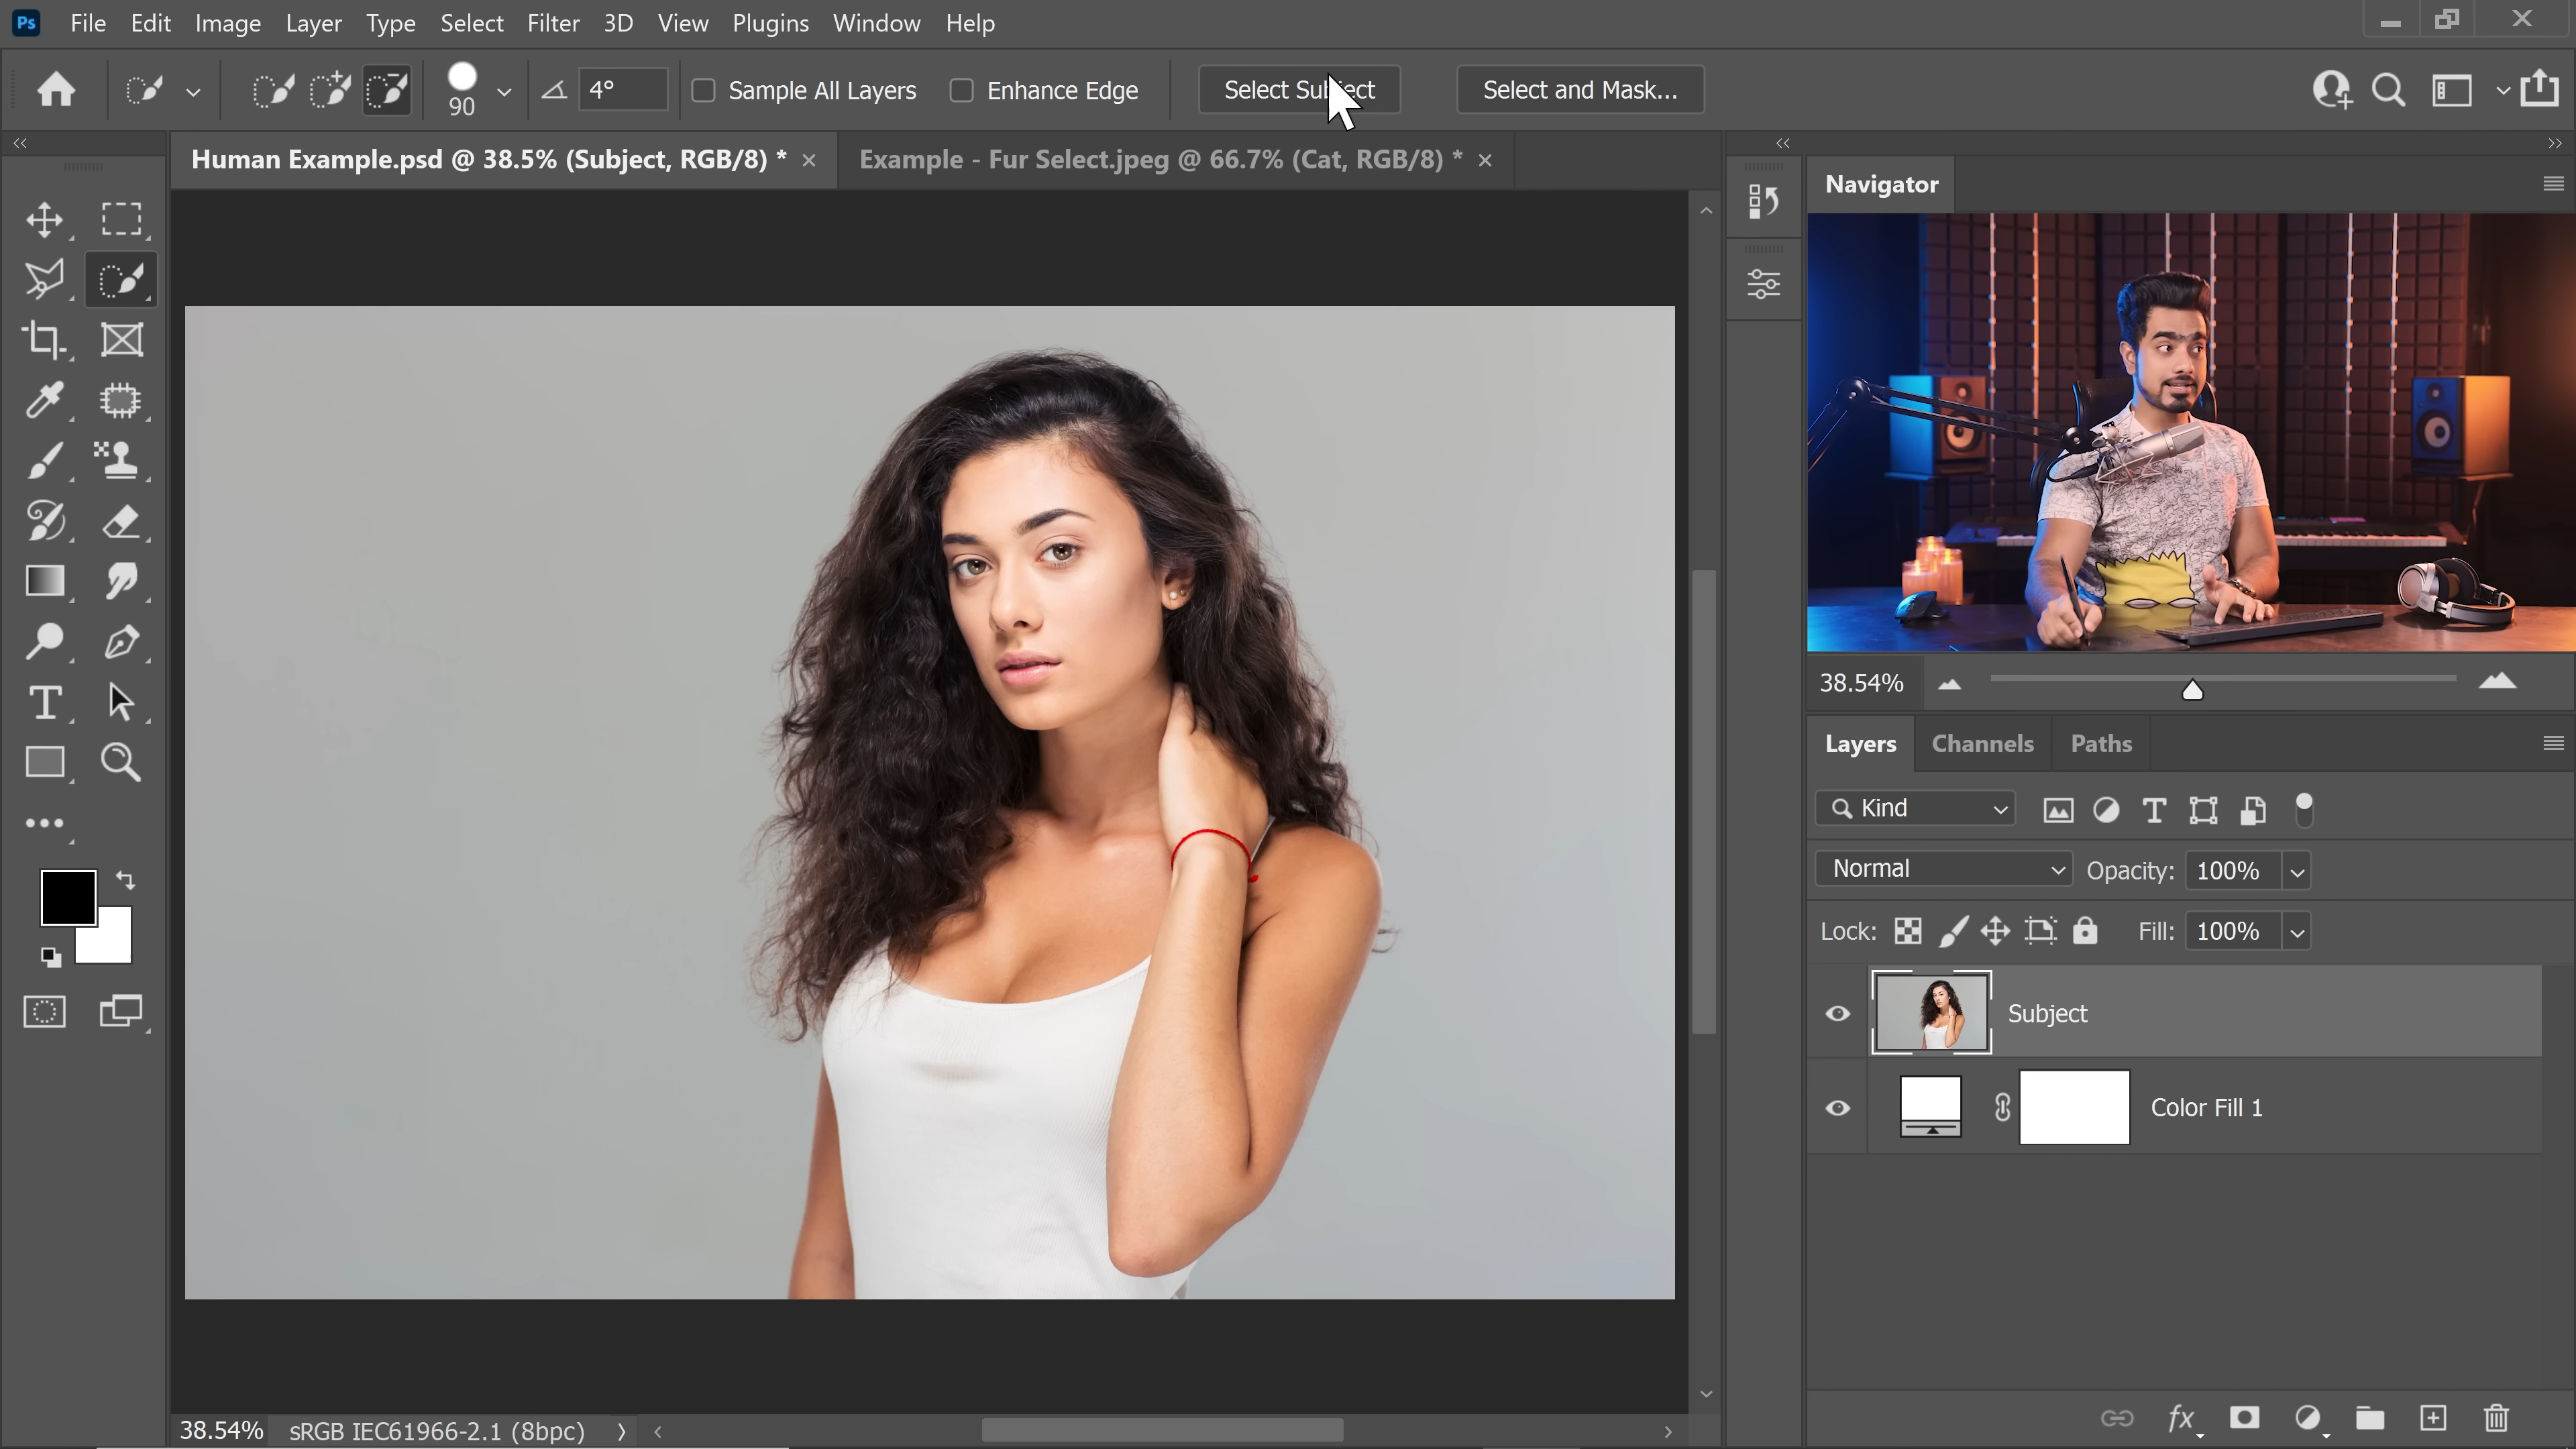 Ps File Edit Image Layer Type Select Filter 3D View Plugins Window Help
90 4° Sample All Layers Enhance Edge Select Subject Select and Mask...
Human Example.psd @ 38.5% (Subject, RGB/8) * Example - Fur Select.jpeg @ 66.7% (Cat, RGB/8) *
Navigator
38.54%
Layers Channels Paths
Kind
Normal Opacity: 100%
Lock: Fill: 100%
Subject
Color Fill 1
fx
38.54% sRGB IEC61966-2.1 (8bpc)